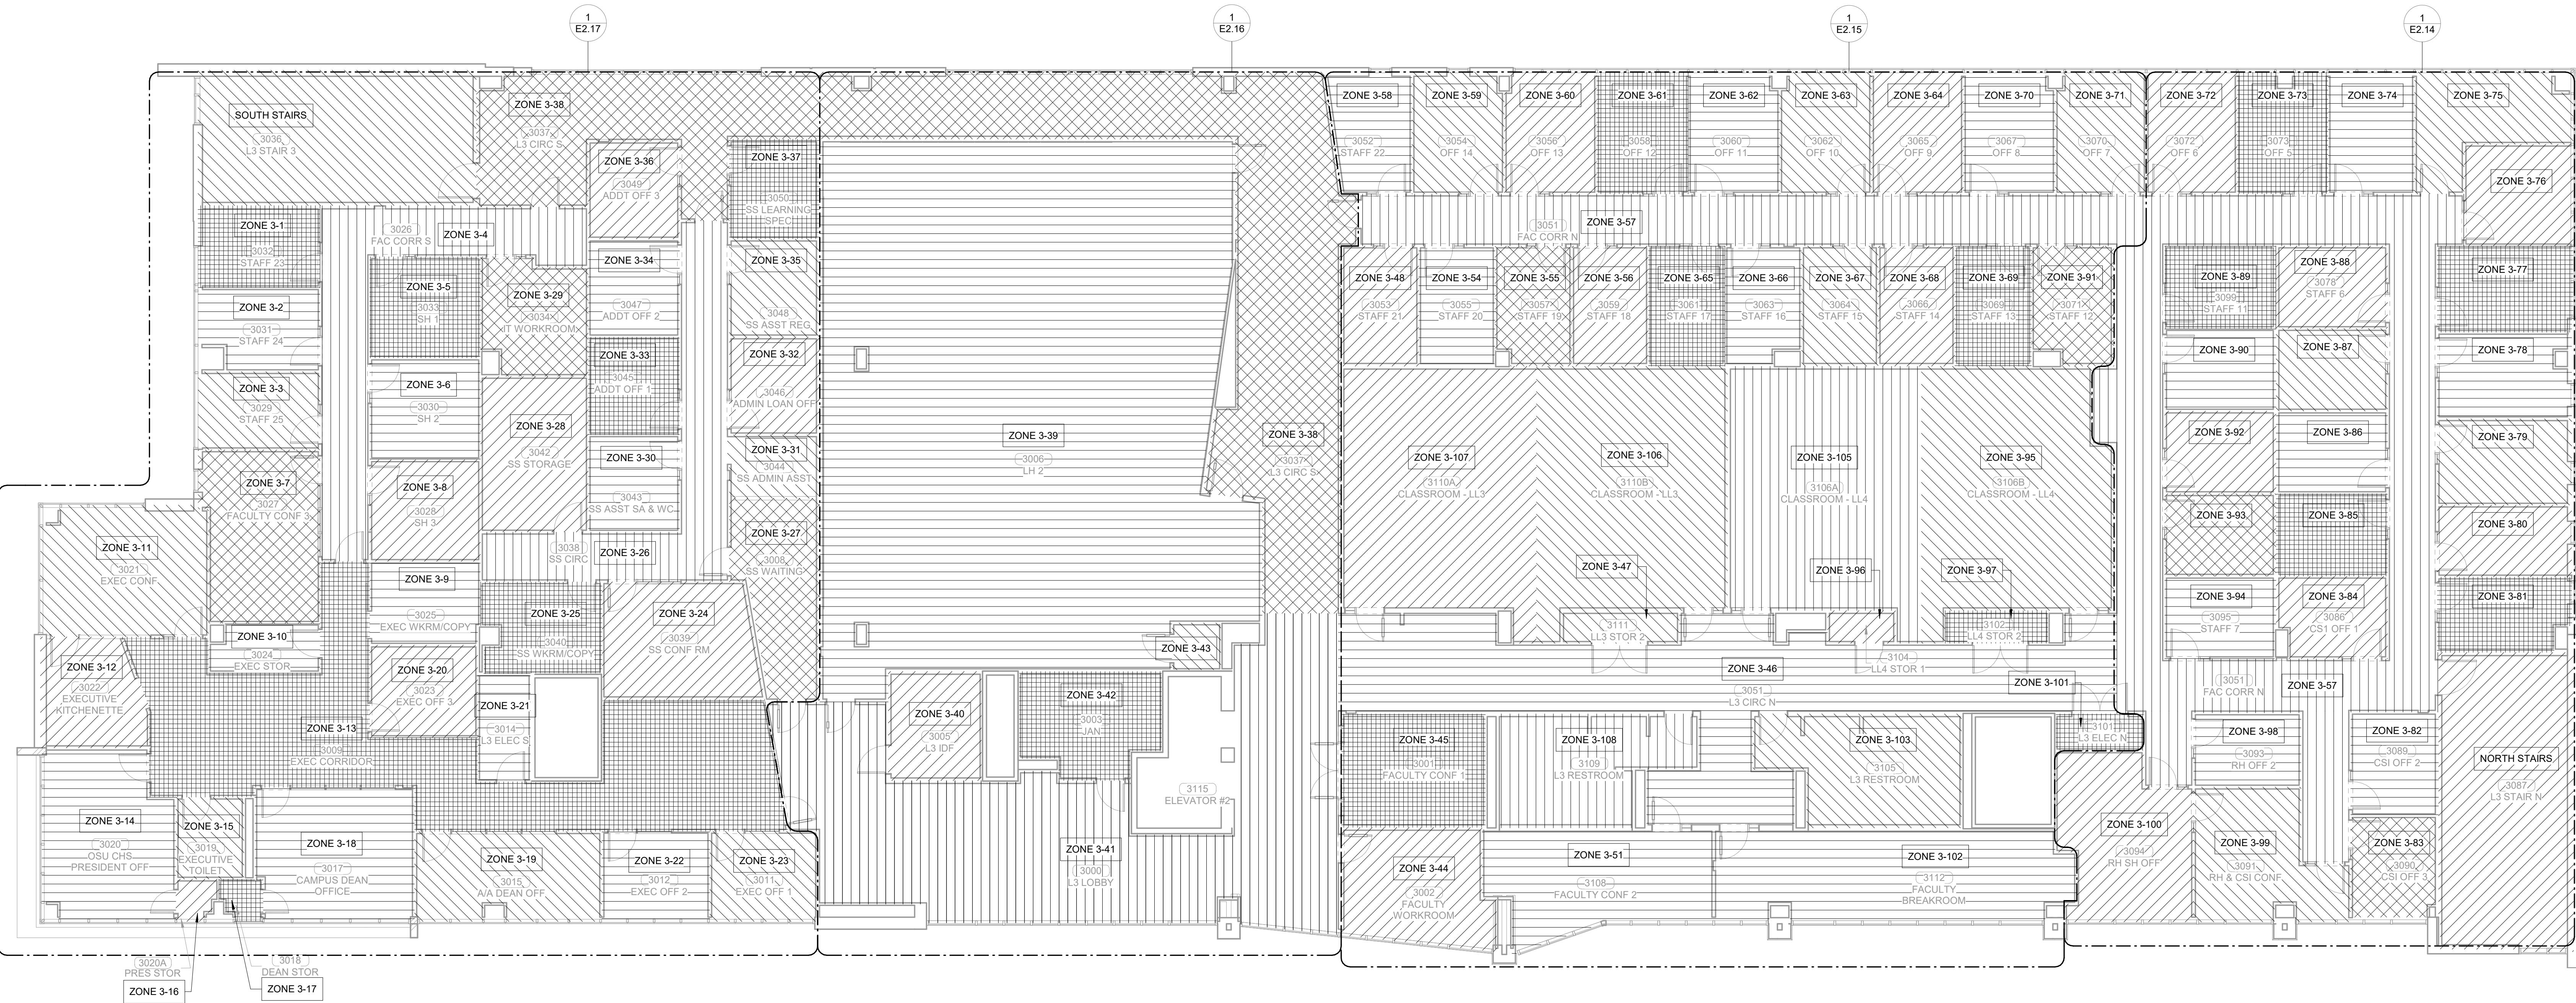 1
E2.17
1
E2.16
1
E2.15
1
E2.14
SOUTH STAIRS
3036
L3 STAIR 3
ZONE 3-38
3037
L3 CIRC S
ZONE 3-36
3049
ADDT OFF 3
ZONE 3-37
3050
SS LEARNING
SPEC
ZONE 3-1
3032
STAFF 23
3026
FAC CORR S
ZONE 3-4
ZONE 3-2
3031
STAFF 24
ZONE 3-5
3033
SH 1
ZONE 3-29
3034
IT WORKROOM
ZONE 3-34
3047
ADDT OFF 2
ZONE 3-35
3048
SS ASST REG
ZONE 3-33
3045
ADDT OFF 1
ZONE 3-32
3046
ADMIN LOAN OFF
ZONE 3-3
3029
STAFF 25
ZONE 3-6
3030
SH 2
ZONE 3-28
3042
SS STORAGE
ZONE 3-30
3043
SS ASST SA & WC
ZONE 3-31
3044
SS ADMIN ASST
ZONE 3-7
3027
FACULTY CONF 3
ZONE 3-8
3028
SH 3
ZONE 3-27
3008
SS WAITING
ZONE 3-11
3021
EXEC CONF
3038
SS CIRC
ZONE 3-26
ZONE 3-9
3025
EXEC WKRM/COPY
ZONE 3-25
3040
SS WKRM/COPY
ZONE 3-24
3039
SS CONF RM
ZONE 3-10
3024
EXEC STOR
ZONE 3-12
3022
EXECUTIVE
KITCHENETTE
ZONE 3-20
3023
EXEC OFF 3
ZONE 3-21
3014
L3 ELEC S
ZONE 3-13
3009
EXEC CORRIDOR
ZONE 3-14
3020
OSU CHS
PRESIDENT OFF
ZONE 3-15
3019
EXECUTIVE
TOILET
ZONE 3-18
3017
CAMPUS DEAN
OFFICE
ZONE 3-19
3015
A/A DEAN OFF
ZONE 3-22
3012
EXEC OFF 2
ZONE 3-23
3011
EXEC OFF 1
3020A
PRES STOR
ZONE 3-16
3018
DEAN STOR
ZONE 3-17
ZONE 3-39
3006
LH 2
ZONE 3-38
3037
L3 CIRC S
ZONE 3-43
ZONE 3-40
3005
L3 IDF
ZONE 3-42
3003
JAN
3115
ELEVATOR #2
ZONE 3-41
3000
L3 LOBBY
ZONE 3-58
3052
STAFF 22
ZONE 3-59
3054
OFF 14
ZONE 3-60
3056
OFF 13
ZONE 3-61
3058
OFF 12
ZONE 3-62
3060
OFF 11
ZONE 3-63
3062
OFF 10
ZONE 3-64
3065
OFF 9
ZONE 3-70
3067
OFF 8
ZONE 3-71
3070
OFF 7
3051
FAC CORR N
ZONE 3-57
ZONE 3-48
3053
STAFF 21
ZONE 3-54
3055
STAFF 20
ZONE 3-55
3057
STAFF 19
ZONE 3-56
3059
STAFF 18
ZONE 3-65
3061
STAFF 17
ZONE 3-66
3063
STAFF 16
ZONE 3-67
3064
STAFF 15
ZONE 3-68
3066
STAFF 14
ZONE 3-69
3069
STAFF 13
ZONE 3-91
3071
STAFF 12
ZONE 3-107
3110A
CLASSROOM - LL3
ZONE 3-106
3110B
CLASSROOM - LL3
ZONE 3-105
3106A
CLASSROOM - LL4
ZONE 3-95
3106B
CLASSROOM - LL4
ZONE 3-47
ZONE 3-96
ZONE 3-97
3111
LL3 STOR 2
3102
LL4 STOR 2
3104
LL4 STOR 1
ZONE 3-46
3051
L3 CIRC N
ZONE 3-101
3101
L3 ELEC N
ZONE 3-45
3001
FACULTY CONF 1
ZONE 3-108
3109
L3 RESTROOM
ZONE 3-103
3105
L3 RESTROOM
ZONE 3-44
3002
FACULTY
WORKROOM
ZONE 3-51
3108
FACULTY CONF 2
ZONE 3-102
3112
FACULTY
BREAKROOM
ZONE 3-72
3072
OFF 6
ZONE 3-73
3073
OFF 5
ZONE 3-74
ZONE 3-75
ZONE 3-76
ZONE 3-89
3099
STAFF 11
ZONE 3-88
3078
STAFF 6
ZONE 3-77
ZONE 3-90
ZONE 3-87
ZONE 3-78
ZONE 3-92
ZONE 3-86
ZONE 3-79
ZONE 3-93
ZONE 3-85
ZONE 3-80
ZONE 3-94
3095
STAFF 7
ZONE 3-84
3086
CS1 OFF 1
ZONE 3-81
3051
FAC CORR N
ZONE 3-57
ZONE 3-98
3093
RH OFF 2
ZONE 3-82
3089
CSI OFF 2
NORTH STAIRS
3087
L3 STAIR N
ZONE 3-100
3094
RH SH OFF
ZONE 3-99
3091
RH & CSI CONF
ZONE 3-83
3090
CSI OFF 3